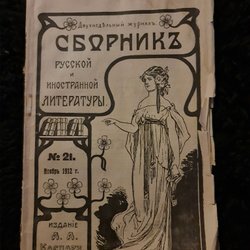 Двухнедѣльный журналъ
СБОРНИКЪ
РУССКОЙ
И
ИНОСТРАННОЙ
ЛИТЕРАТУРЫ
№ 21.
Ноябрь 1912 г.
ИЗДАНІЕ
А. А.